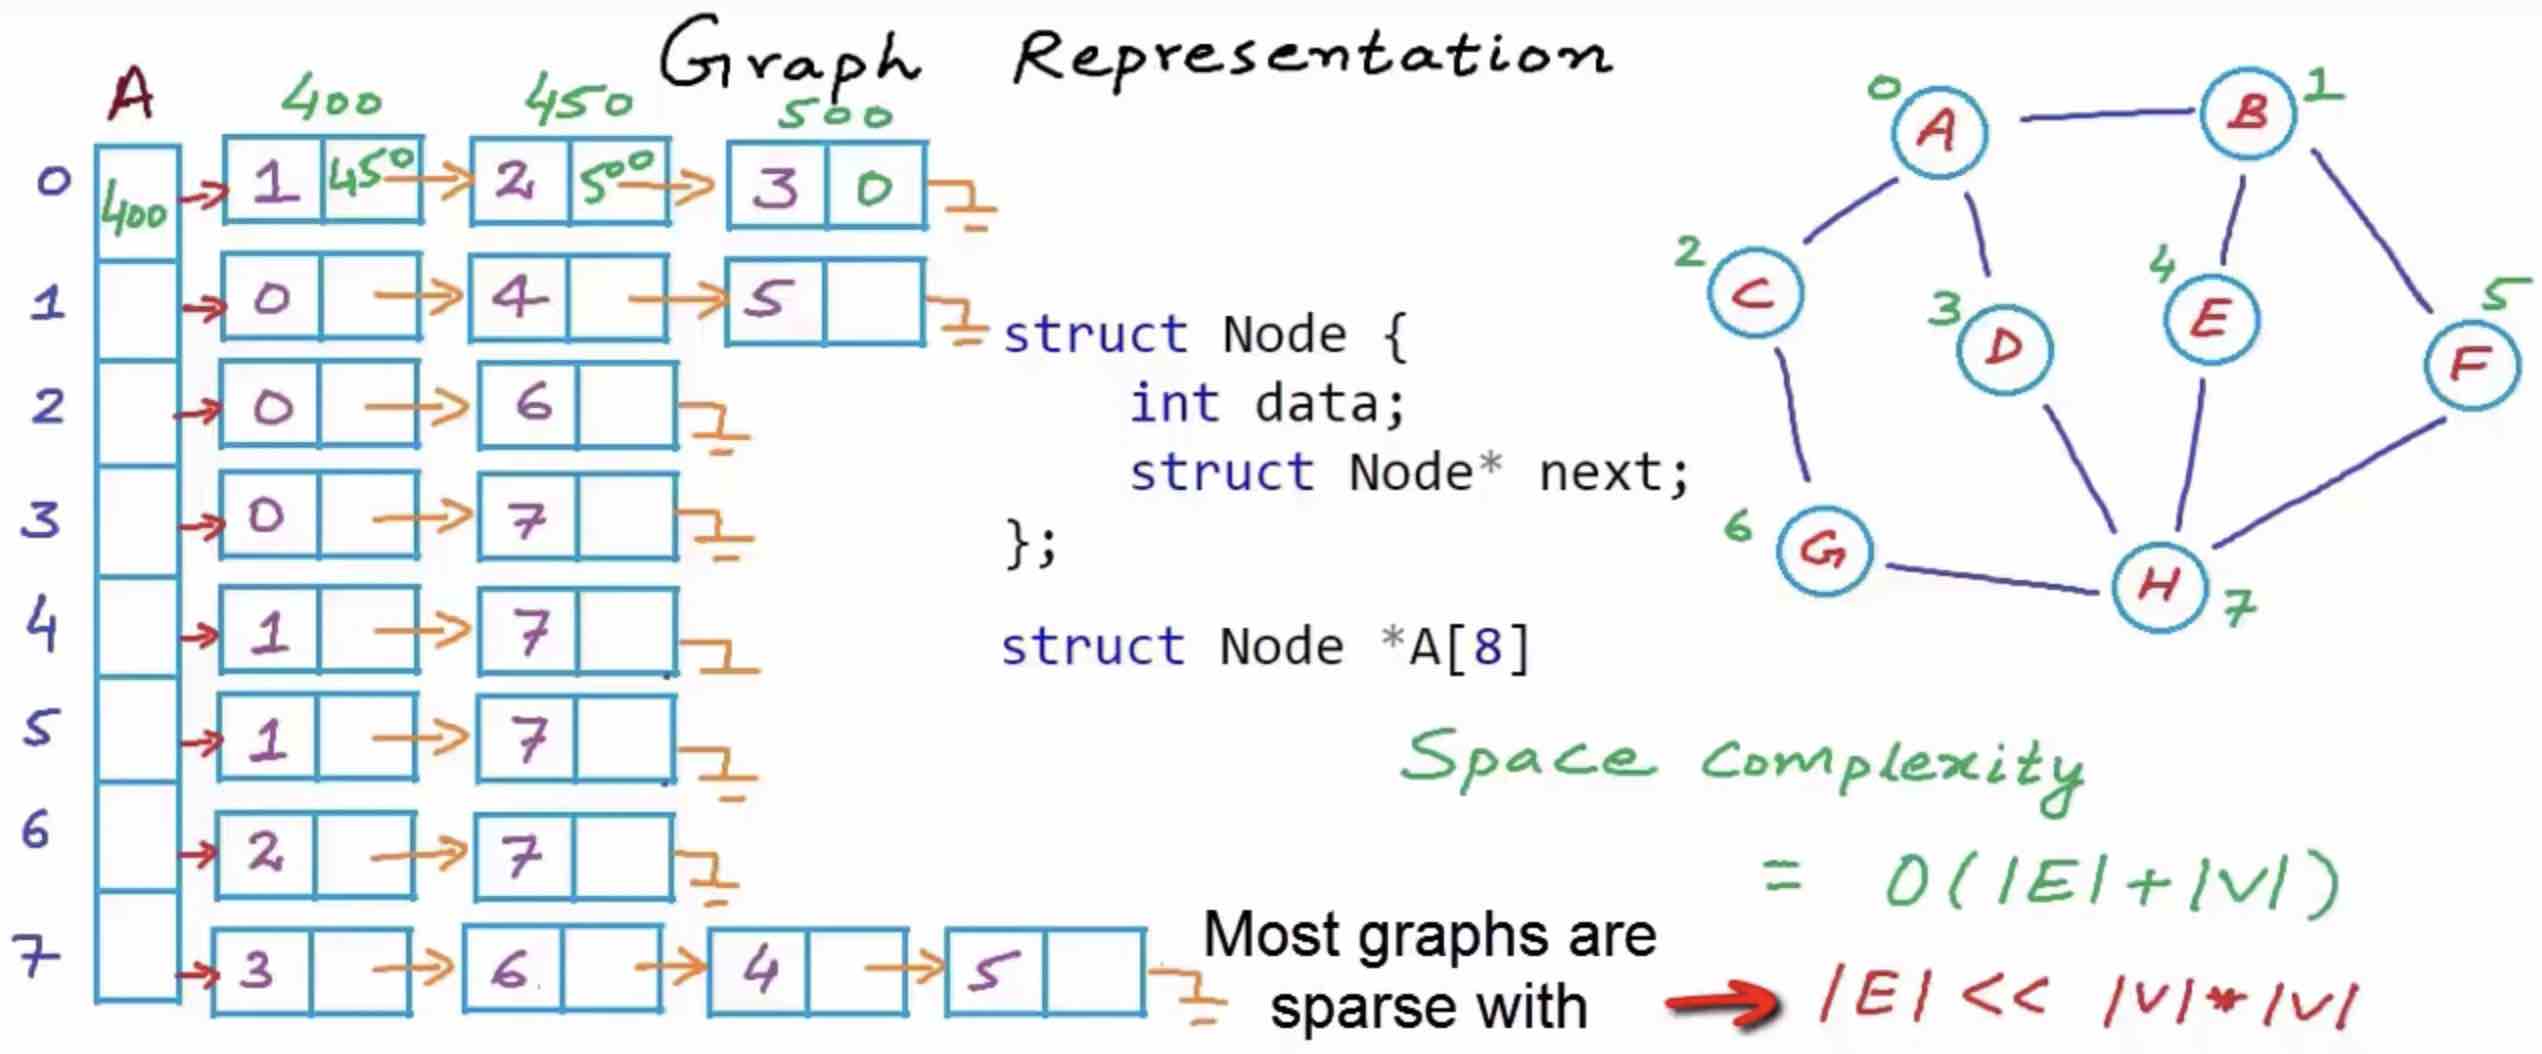 Graph Representation
A
400 450 500
0 400 1 450 2 500 3 0
1 0 4 5
2 0 6
3 0 7
4 1 7
5 1 7
6 2 7
7 3 6 4 5
struct Node {
int data;
struct Node* next;
};
struct Node *A[8]
0 A B 1
2 C 3 D 4 E 5 F
6 G H 7
Space Complexity
= O(|E|+|V|)
Most graphs are
sparse with |E| << |V|*|V|